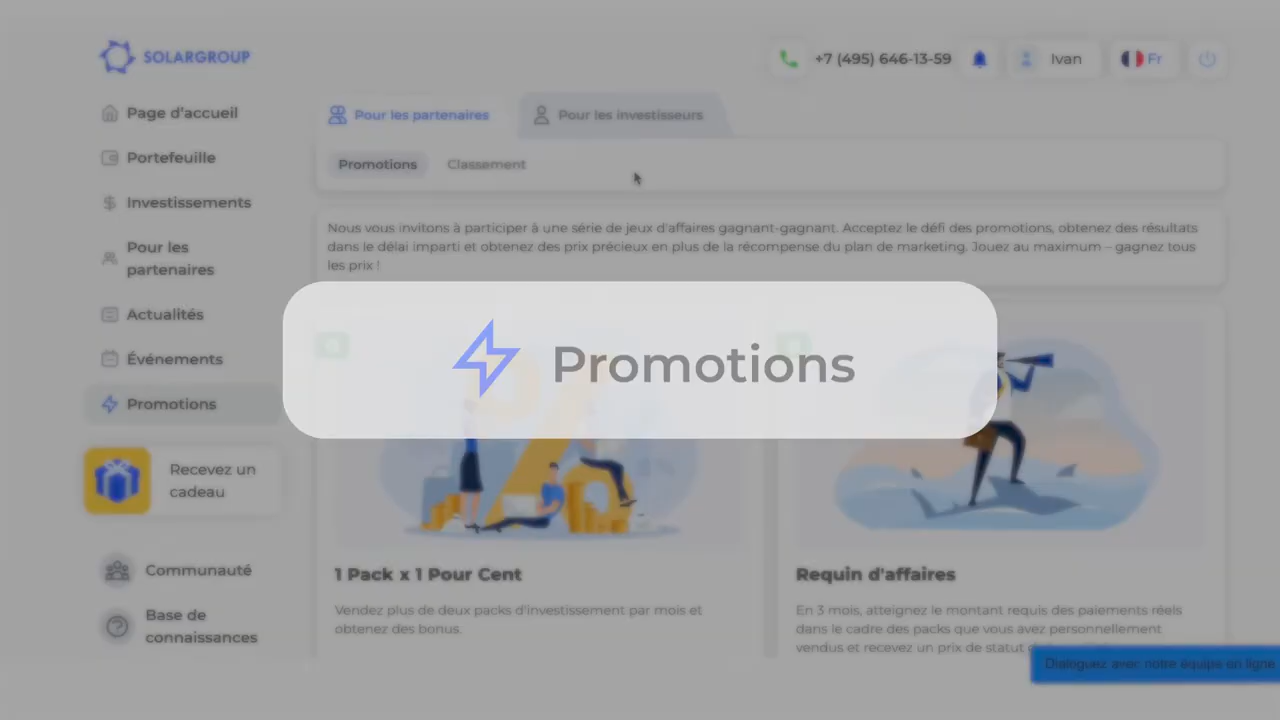 SOLARGROUP
+7 (495) 646-13-59
Ivan
Fr
Page d'accueil
Portefeuille
Investissements
Pour les
partenaires
Actualités
Événements
Promotions
Recevez un
cadeau
Communauté
Base de
connaissances
Pour les partenaires
Pour les investisseurs
Promotions
Classement
Nous vous invitons à participer à une série de jeux d'affaires gagnant-gagnant. Acceptez le défi des promotions, obtenez des résultats
dans le délai imparti et obtenez des prix précieux en plus de la récompense du plan de marketing. Jouez au maximum – gagnez tous
les prix !
Promotions
1 Pack x 1 Pour Cent
Vendez plus de deux packs d'investissement par mois et
obtenez des bonus.
Requin d'affaires
En 3 mois, atteignez le montant requis des paiements réels
dans le cadre des packs que vous avez personnellement
vendus et recevez un prix de statut
Dialoguez avec notre équipe en ligne